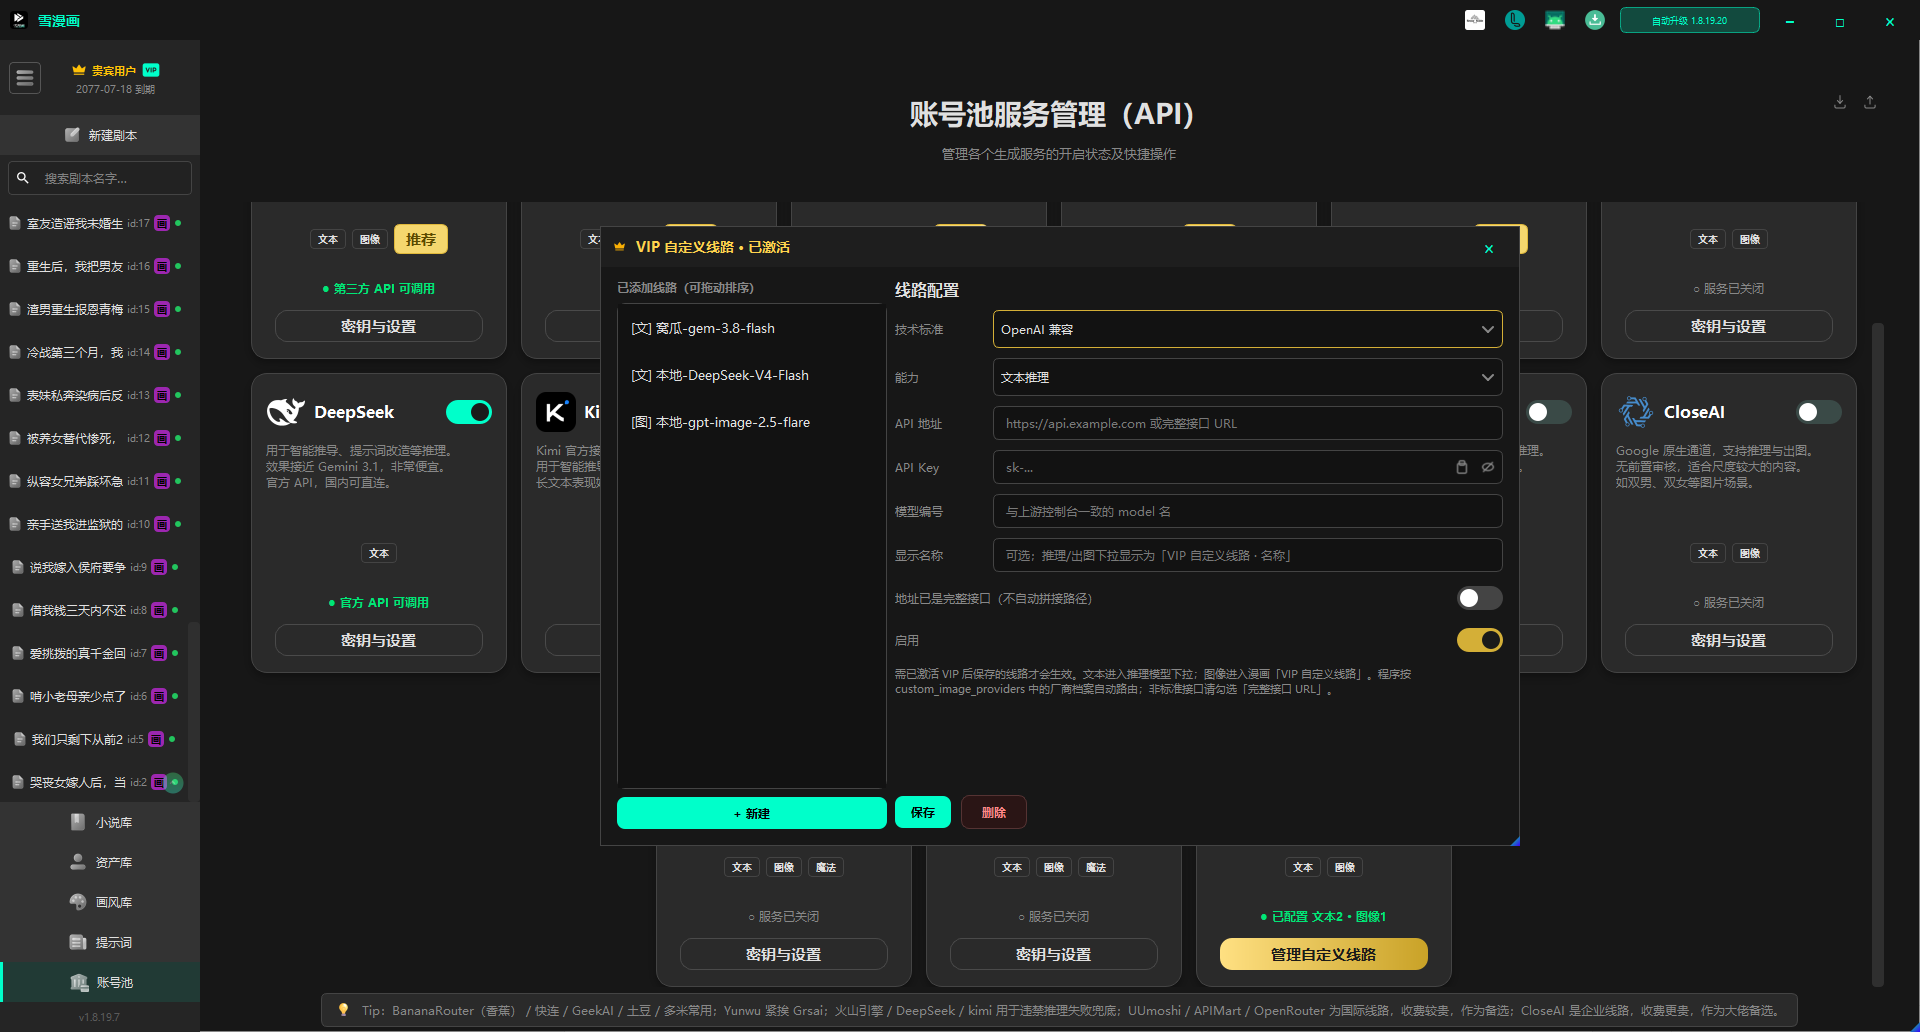 雪漫画
自动升级 1.8.19.20
贵宾用户 VIP
2077-07-18 到期
新建剧本
搜索剧本名字...
室友造谣我未婚生 id:17
重生后，我把男友 id:16
渣男重生报恩青梅 id:15
冷战第三个月，我 id:14
表妹私奔染病后反 id:13
被养女替代惨死， id:12
纵容女兄弟踩坏急 id:11
亲手送我进监狱的 id:10
说我嫁入侯府要争 id:9
借我钱三天内不还 id:8
爱挑拨的真千金回 id:7
啃小老母亲少点了 id:6
我们只剩下从前2 id:5
哭丧女嫁人后，当 id:2
小说库
资产库
画风库
提示词
账号池
v1.8.19.7
账号池服务管理（API）
管理各个生成服务的开启状态及快捷操作
文本 图像 推荐
● 第三方 API 可调用
密钥与设置
文本 图像
○ 服务已关闭
密钥与设置
DeepSeek
用于智能推导、提示词改造等推理。
效果接近 Gemini 3.1，非常便宜。
官方 API，国内可直连。
文本
● 官方 API 可调用
密钥与设置
Ki
Kimi 官方接
用于智能推
长文本表现
推理。
CloseAI
Google 原生通道，支持推理与出图。
无前置审核，适合尺度较大的内容。
如双男、双女等图片场景。
文本 图像
○ 服务已关闭
密钥与设置
VIP 自定义线路 • 已激活
已添加线路（可拖动排序）
[文] 窝瓜-gem-3.8-flash
[文] 本地-DeepSeek-V4-Flash
[图] 本地-gpt-image-2.5-flare
+ 新建
线路配置
技术标准 OpenAI 兼容
能力 文本推理
API 地址 https://api.example.com 或完整接口 URL
API Key sk-...
模型编号 与上游控制台一致的 model 名
显示名称 可选；推理/出图下拉显示为「VIP 自定义线路 · 名称」
地址已是完整接口（不自动拼接路径）
启用
需已激活 VIP 后保存的线路才会生效。文本进入推理模型下拉；图像进入漫画「VIP 自定义线路」。程序按
custom_image_providers 中的厂商档案自动路由；非标准接口请勾选「完整接口 URL」。
保存 删除
文本 图像 魔法
○ 服务已关闭
密钥与设置
文本 图像 魔法
○ 服务已关闭
密钥与设置
文本 图像
● 已配置 文本2 • 图像1
管理自定义线路
Tip：BananaRouter（香蕉） / 快连 / GeekAI / 土豆 / 多米常用；Yunwu 紧挨 Grsai；火山引擎 / DeepSeek / kimi 用于违禁推理失败兜底；UUmoshi / APIMart / OpenRouter 为国际线路，收费较贵，作为备选；CloseAI 是企业线路，收费更贵，作为大佬备选。